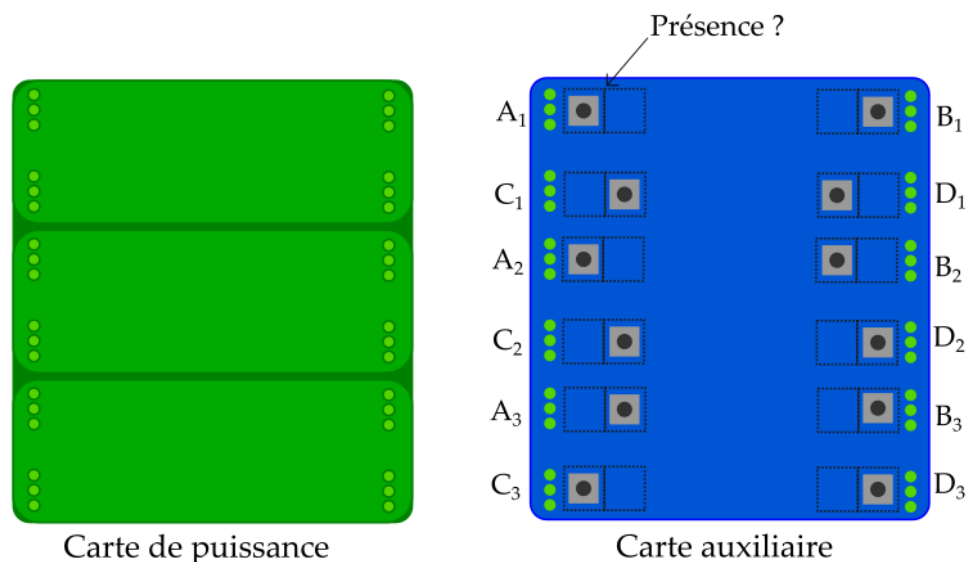 Présence ?
A₁
B₁
C₁
D₁
A₂
B₂
C₂
D₂
A₃
B₃
C₃
D₃
Carte de puissance
Carte auxiliaire